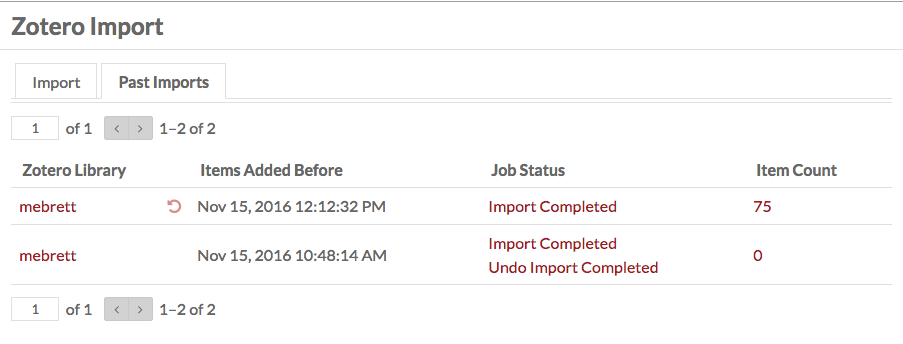 Zotero Import
Import Past Imports
1 of 1 < > 1–2 of 2
Zotero Library Items Added Before Job Status Item Count
mebrett Nov 15, 2016 12:12:32 PM Import Completed 75
mebrett Nov 15, 2016 10:48:14 AM Import Completed 0
Undo Import Completed
1 of 1 < > 1–2 of 2